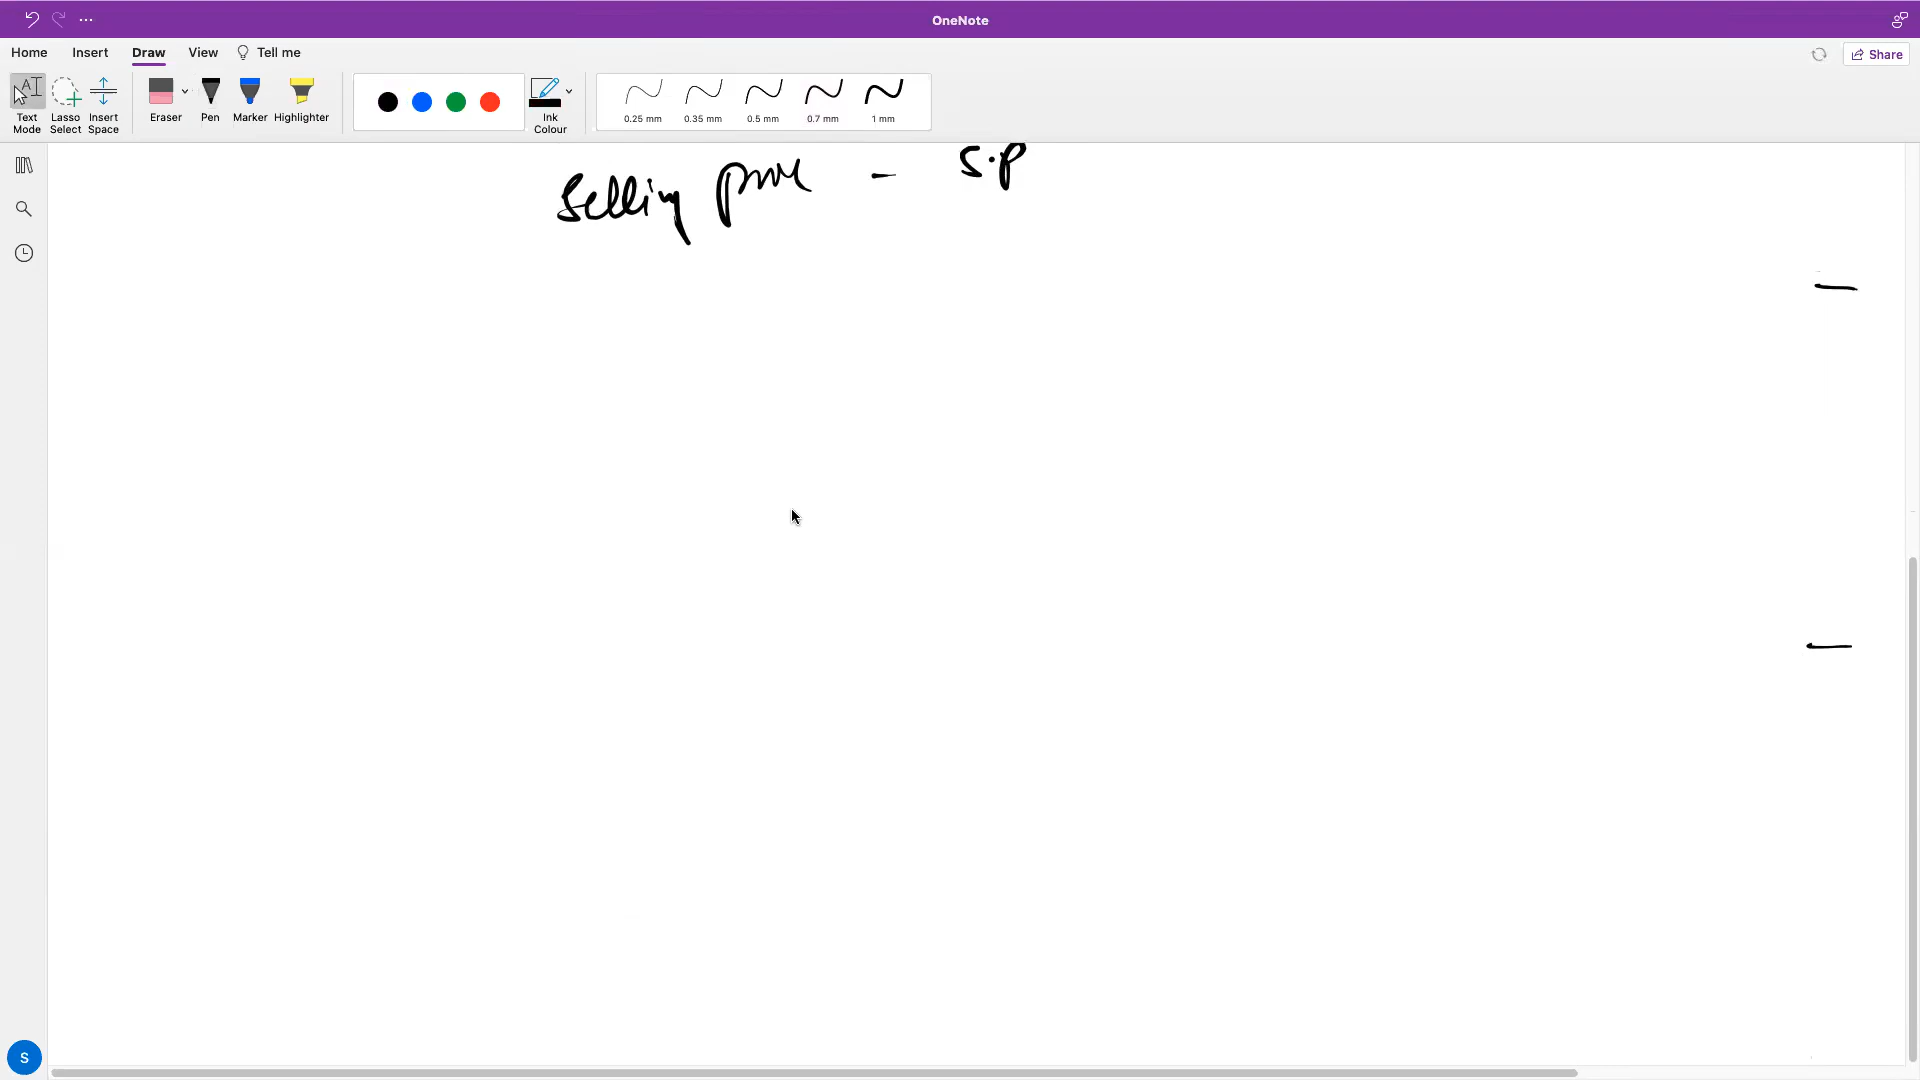 OneNote
Home Insert Draw View Tell me
Share
Text Mode
Lasso Select
Insert Space
Eraser
Pen
Marker
Highlighter
Ink Colour
0.25 mm
0.35 mm
0.5 mm
0.7 mm
1 mm
Selling price - S.P
S